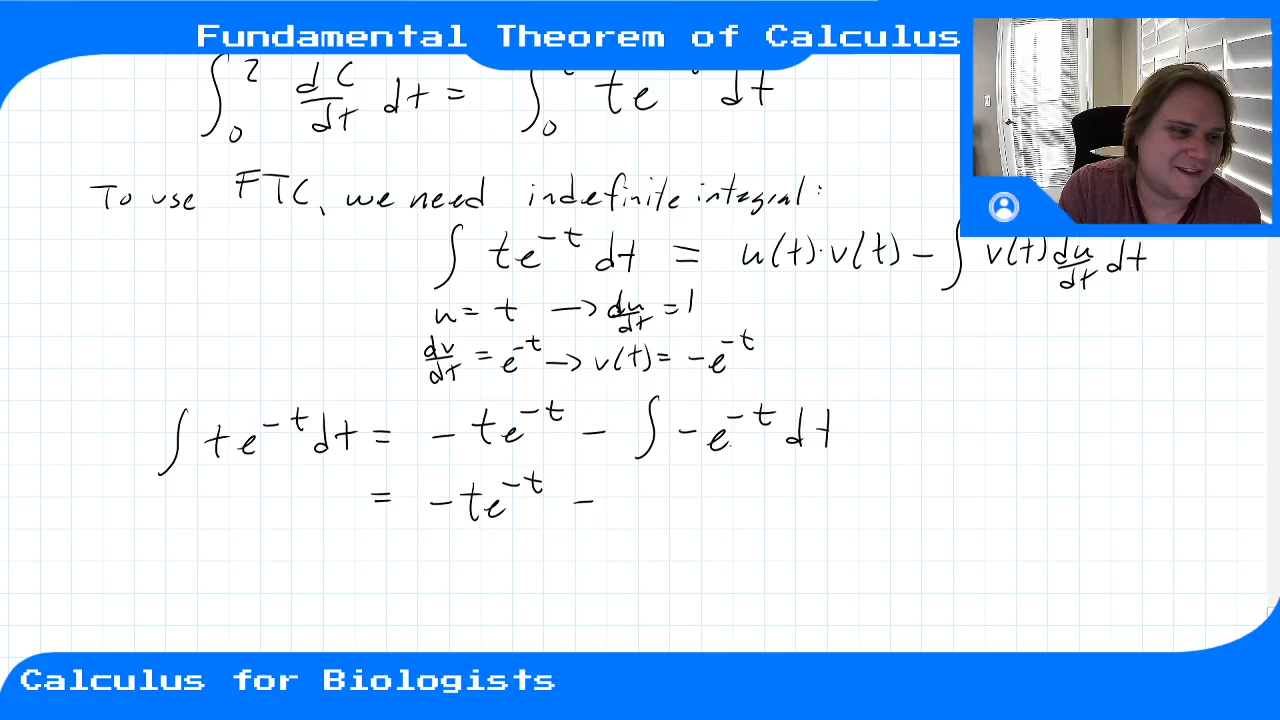 Fundamental Theorem of Calculus
∫₀² dC/dt dt = ∫₀ te dt
To use FTC, we need indefinite integral:
∫ te^{-t} dt = u(t)·v(t) - ∫ v(t) du/dt dt
u = t → du/dt = 1
dv/dt = e^{-t} → v(t) = -e^{-t}
∫ te^{-t} dt = -te^{-t} - ∫ -e^{-t} dt
= -te^{-t} -
Calculus for Biologists